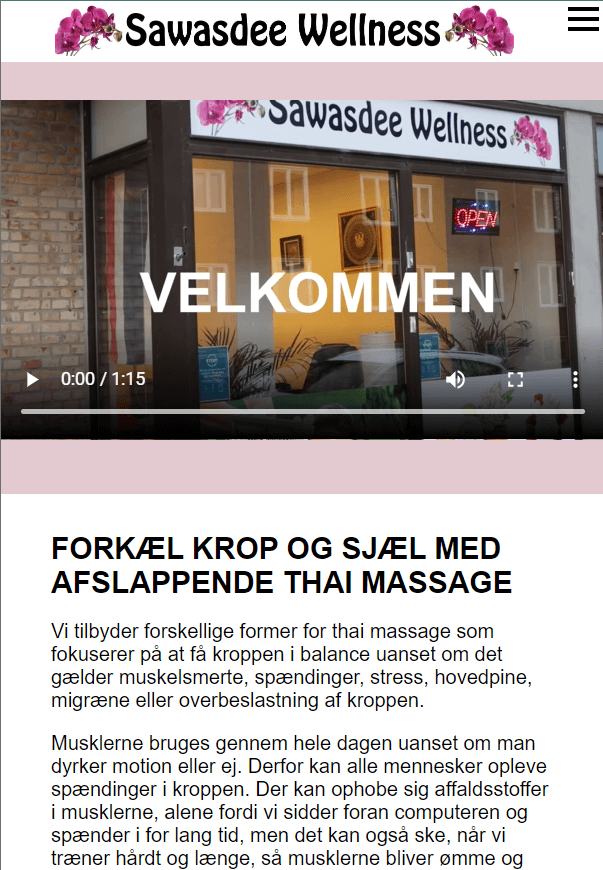 Sawasdee Wellness
Sawasdee Wellness
OPEN
VELKOMMEN
0:00 / 1:15
FORKÆL KROP OG SJÆL MED
AFSLAPPENDE THAI MASSAGE
Vi tilbyder forskellige former for thai massage som
fokuserer på at få kroppen i balance uanset om det
gælder muskelsmerte, spændinger, stress, hovedpine,
migræne eller overbeslastning af kroppen.
Musklerne bruges gennem hele dagen uanset om man
dyrker motion eller ej. Derfor kan alle mennesker opleve
spændinger i kroppen. Der kan ophobe sig affaldsstoffer
i musklerne, alene fordi vi sidder foran computeren og
spænder i for lang tid, men det kan også ske, når vi
træner hårdt og længe, så musklerne bliver ømme og